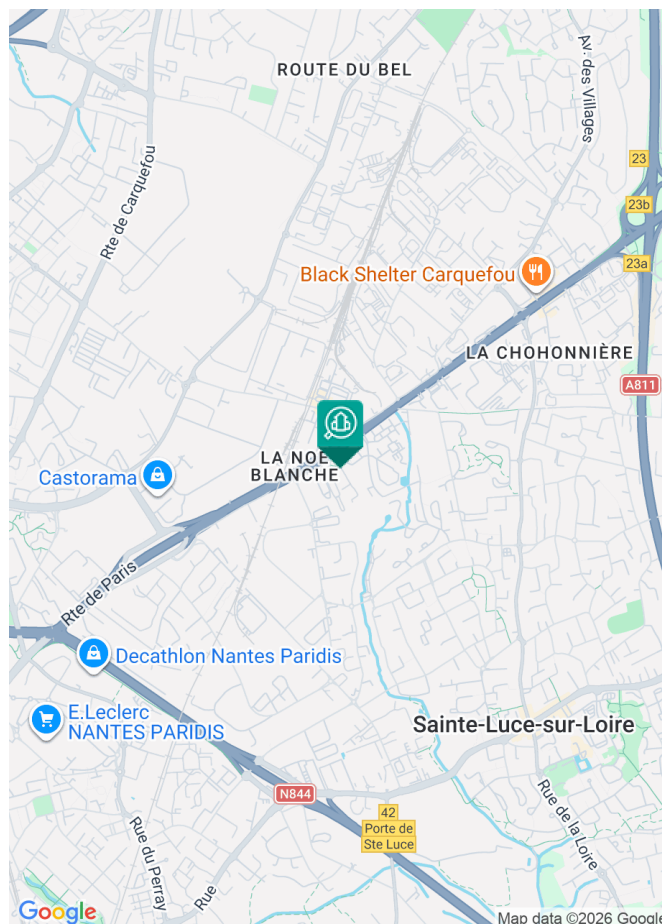 ROUTE DU BEL
Av. des Villages
Rte de Carquefou
23
23b
23a
Black Shelter Carquefou
LA CHOHONNIÈRE
A811
LA NOE
BLANCHE
Castorama
Rte de Paris
Decathlon Nantes Paridis
E.Leclerc
NANTES PARIDIS
Sainte-Luce-sur-Loire
N844
42
Porte de
Ste Luce
Rue de la Loire
Rue du Perray
Rue
Google
Map data ©2026 Google